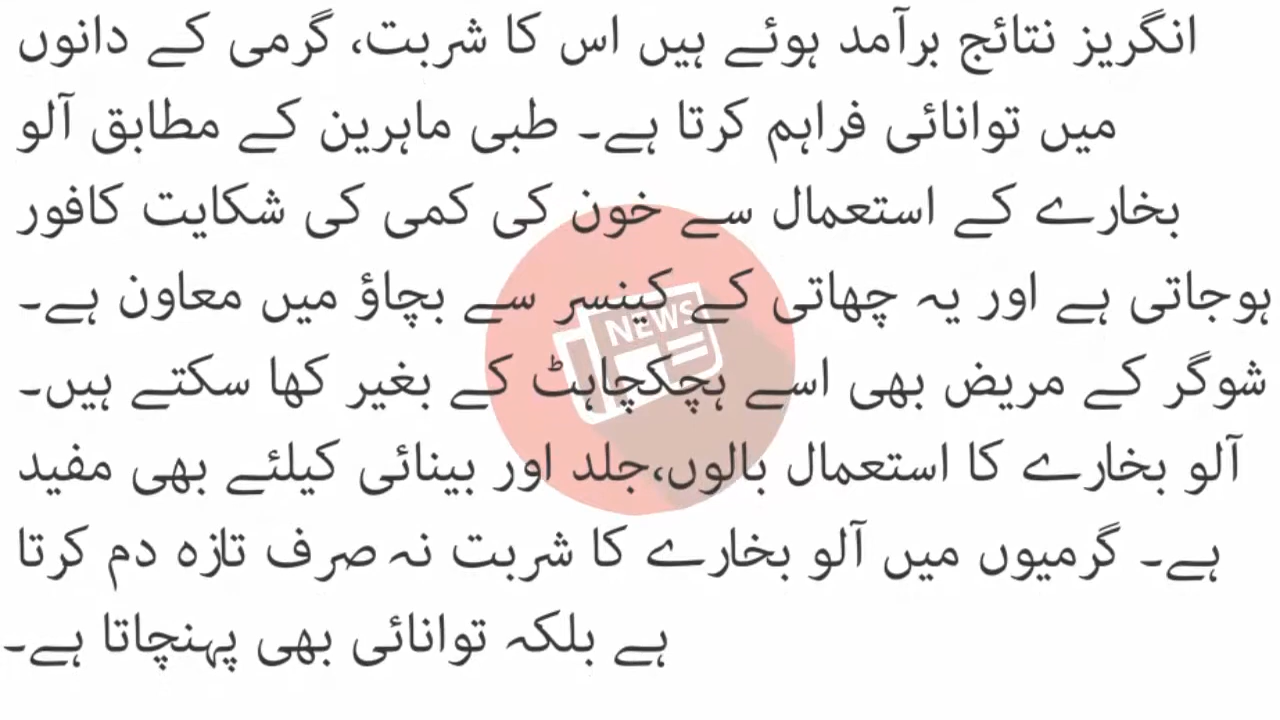 انگریز نتائج برآمد ہوئے ہیں اس کا شربت، گرمی کے دانوں
میں توانائی فراہم کرتا ہے۔ طبی ماہرین کے مطابق آلو
بخارے کے استعمال سے خون کی کمی کی شکایت کافور
ہوجاتی ہے اور یہ چھاتی کے کینسر سے بچاؤ میں معاون ہے۔
شوگر کے مریض بھی اسے ہچکچاہٹ کے بغیر کھا سکتے ہیں۔
آلو بخارے کا استعمال بالوں،جلد اور بینائی کیلئے بھی مفید
ہے۔ گرمیوں میں آلو بخارے کا شربت نہ صرف تازہ دم کرتا
ہے بلکہ توانائی بھی پہنچاتا ہے۔
NEWS